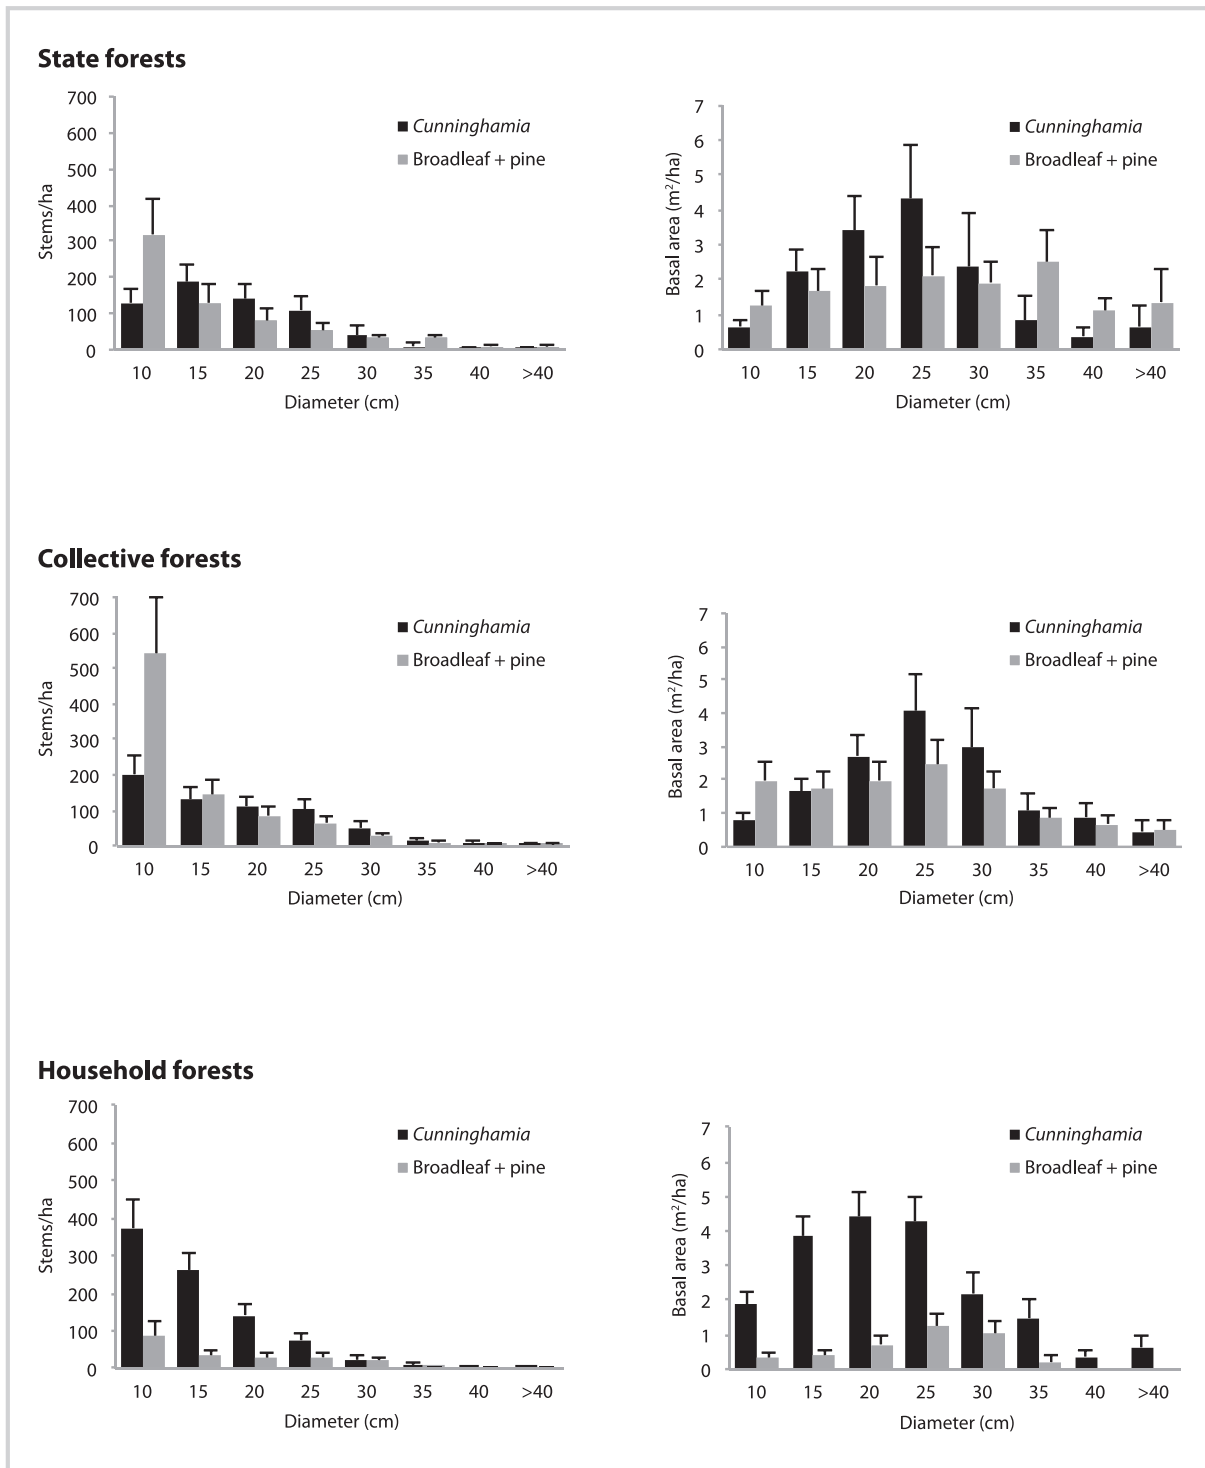 State forests
700
600
500
400
300
200
100
0
Stems/ha
Cunninghamia
Broadleaf + pine
10 15 20 25 30 35 40 >40
Diameter (cm)
7
6
5
4
3
2
1
0
Basal area (m²/ha)
Cunninghamia
Broadleaf + pine
10 15 20 25 30 35 40 >40
Diameter (cm)
Collective forests
700
600
500
400
300
200
100
0
Stems/ha
Cunninghamia
Broadleaf + pine
10 15 20 25 30 35 40 >40
Diameter (cm)
7
6
5
4
3
2
1
0
Basal area (m²/ha)
Cunninghamia
Broadleaf + pine
10 15 20 25 30 35 40 >40
Diameter (cm)
Household forests
700
600
500
400
300
200
100
0
Stems/ha
Cunninghamia
Broadleaf + pine
10 15 20 25 30 35 40 >40
Diameter (cm)
7
6
5
4
3
2
1
0
Basal area (m²/ha)
Cunninghamia
Broadleaf + pine
10 15 20 25 30 35 40 >40
Diameter (cm)